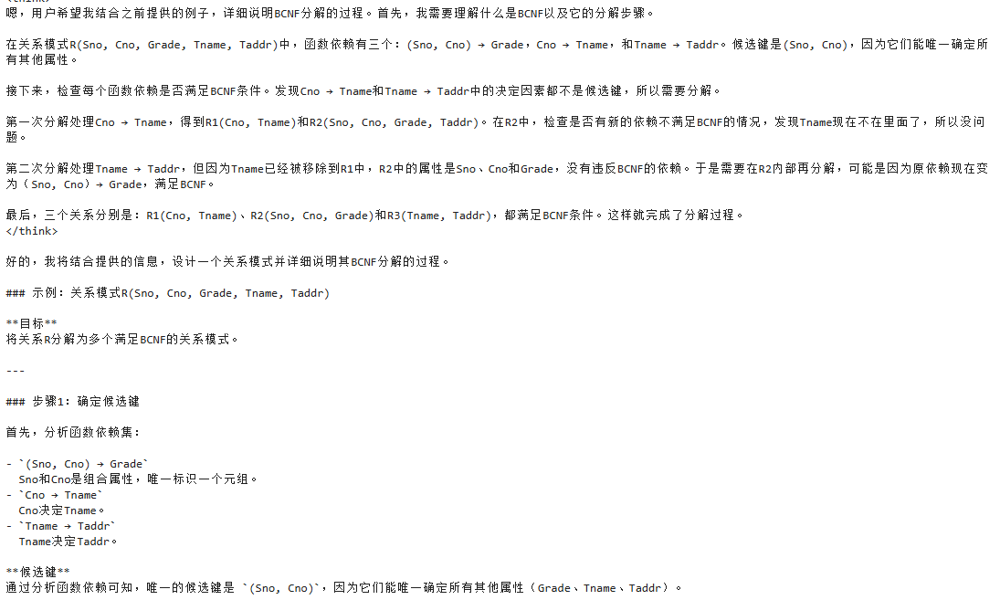 嗯，用户希望我结合之前提供的例子，详细说明BCNF分解的过程。首先，我需要理解什么是BCNF以及它的分解步骤。
在关系模式R(Sno, Cno, Grade, Tname, Taddr)中，函数依赖有三个：(Sno, Cno) → Grade，Cno → Tname，和Tname → Taddr。候选键是(Sno, Cno)，因为它们能唯一确定所
有其他属性。
接下来，检查每个函数依赖是否满足BCNF条件。发现Cno → Tname和Tname → Taddr中的决定因素都不是候选键，所以需要分解。
第一次分解处理Cno → Tname，得到R1(Cno, Tname)和R2(Sno, Cno, Grade, Taddr)。在R2中，检查是否有新的依赖不满足BCNF的情况，发现Tname现在不在里面了，所以没问
题。
第二次分解处理Tname → Taddr，但因为Tname已经被移除到R1中，R2中的属性是Sno、Cno和Grade，没有违反BCNF的依赖。于是需要在R2内部再分解，可能是因为原依赖现在变
为（Sno, Cno）→ Grade，满足BCNF。
最后，三个关系分别是：R1(Cno, Tname)、R2(Sno, Cno, Grade)和R3(Tname, Taddr)，都满足BCNF条件。这样就完成了分解过程。
</think>
好的，我将结合提供的信息，设计一个关系模式并详细说明其BCNF分解的过程。
### 示例：关系模式R(Sno, Cno, Grade, Tname, Taddr)
**目标**
将关系R分解为多个满足BCNF的关系模式。
---
### 步骤1：确定候选键
首先，分析函数依赖集：
- `(Sno, Cno) → Grade`
Sno和Cno是组合属性，唯一标识一个元组。
- `Cno → Tname`
Cno决定Tname。
- `Tname → Taddr`
Tname决定Taddr。
**候选键**
通过分析函数依赖可知，唯一的候选键是 `(Sno, Cno)`，因为它们能唯一确定所有其他属性（Grade、Tname、Taddr）。